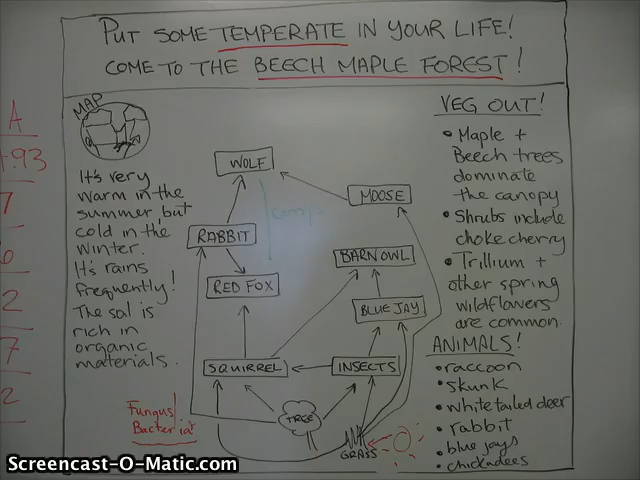 PUT SOME TEMPERATE IN YOUR LIFE!
COME TO THE BEECH MAPLE FOREST!
MAP
It's very
warm in the
summer but
cold in the
winter.
It's rains
frequently!
The soil is
rich in
organic
materials.
WOLF
MOOSE
RABBIT
BARN OWL
RED FOX
BLUE JAY
SQUIRREL
INSECTS
TREE
GRASS
Fungus!
Bacteria
VEG OUT!
• Maple +
Beech trees
dominate
the canopy
• Shrubs include
chokecherry
• Trillium +
other spring
wildflowers
are common.
ANIMALS!
• raccoon
• skunk
• white tailed deer
• rabbit
• blue jays
• chickadees
A
.93
7
6
2
7
2
Screencast-O-Matic.com